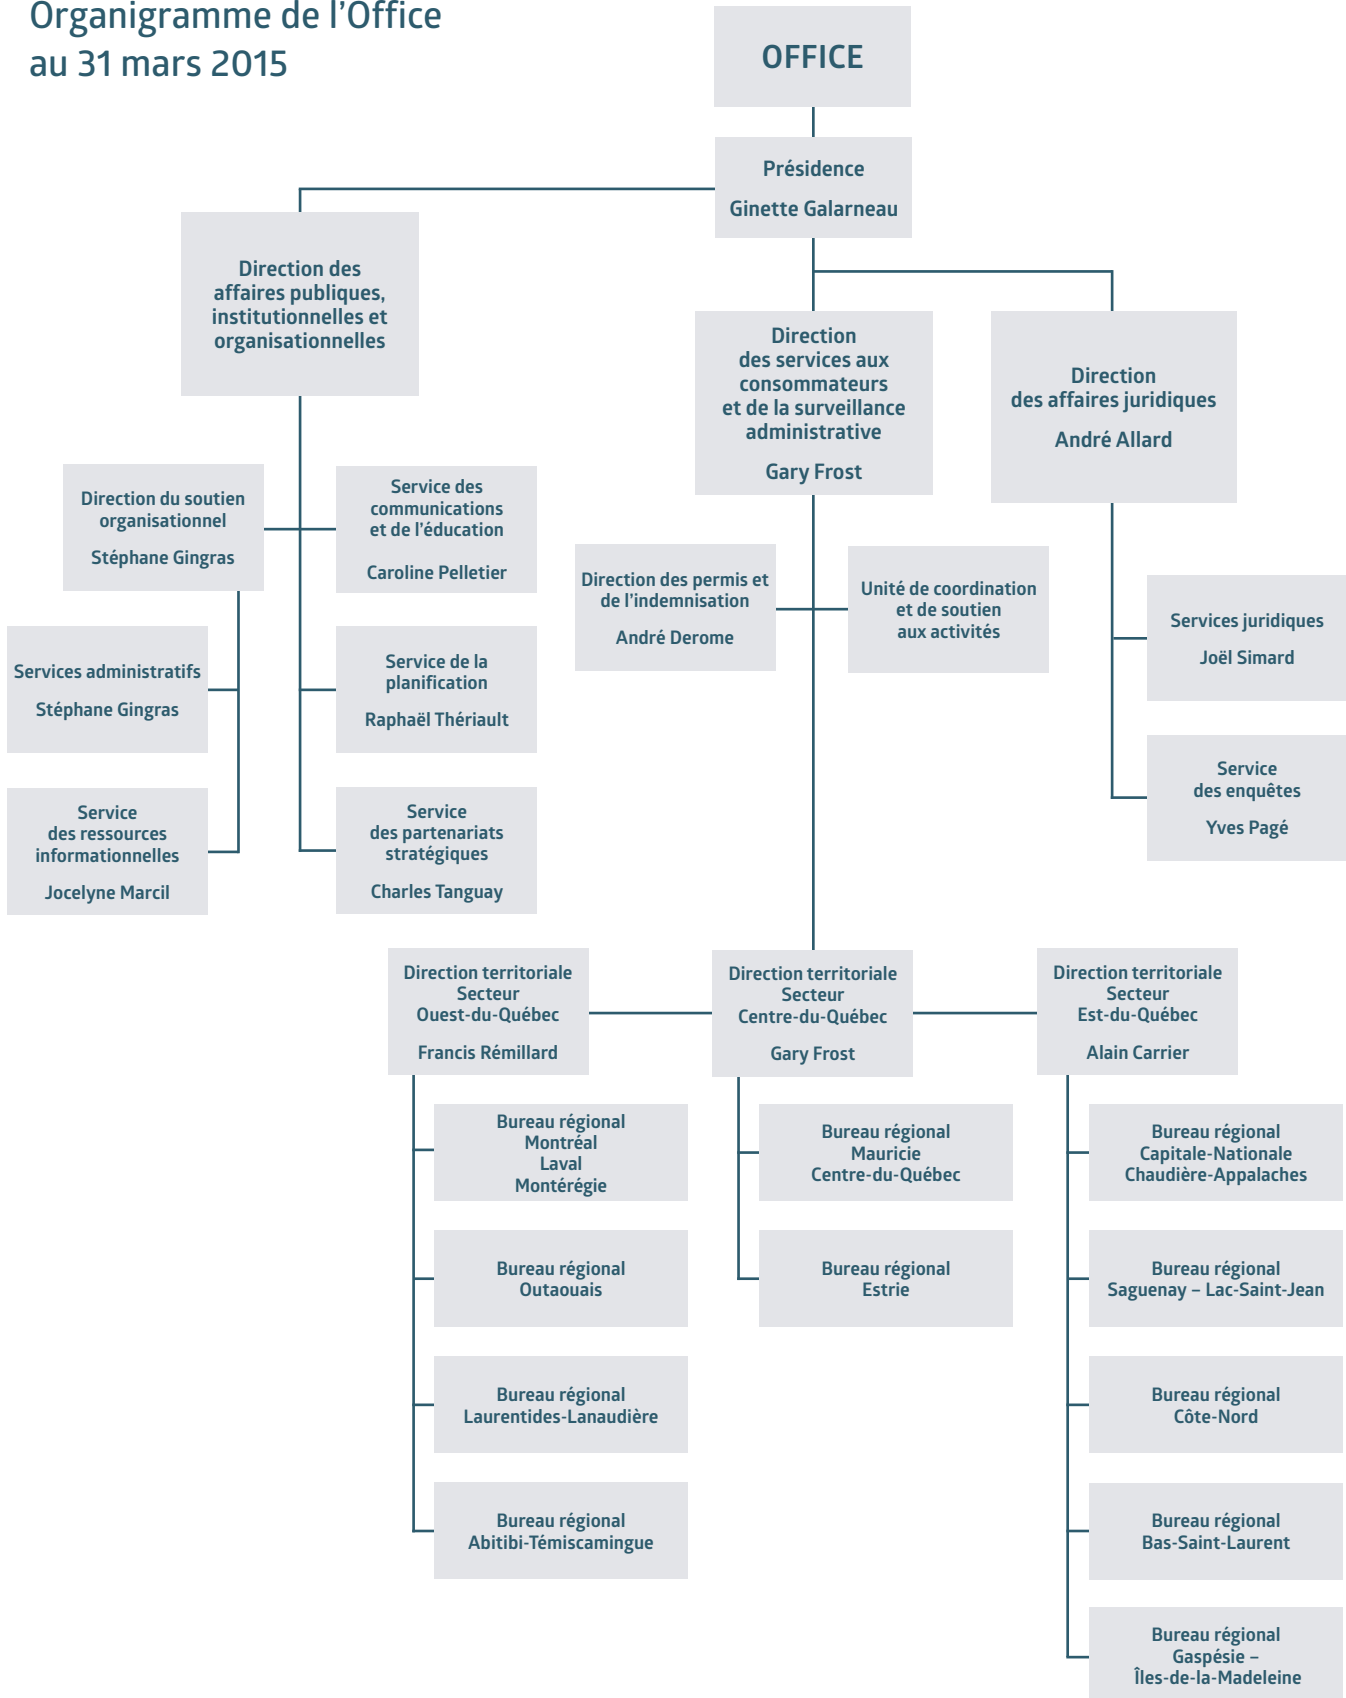 Organigramme de l'Office
au 31 mars 2015
OFFICE
Présidence
Ginette Galarneau
Direction des
affaires publiques,
institutionnelles et
organisationnelles
Direction
des services aux
consommateurs
et de la surveillance
administrative
Gary Frost
Direction
des affaires juridiques
André Allard
Direction du soutien
organisationnel
Stéphane Gingras
Service des
communications
et de l'éducation
Caroline Pelletier
Direction des permis et
de l'indemnisation
André Derome
Unité de coordination
et de soutien
aux activités
Services juridiques
Joël Simard
Services administratifs
Stéphane Gingras
Service de la
planification
Raphaël Thériault
Service
des enquêtes
Yves Pagé
Service
des ressources
informationnelles
Jocelyne Marcil
Service
des partenariats
stratégiques
Charles Tanguay
Direction territoriale
Secteur
Ouest-du-Québec
Francis Rémillard
Direction territoriale
Secteur
Centre-du-Québec
Gary Frost
Direction territoriale
Secteur
Est-du-Québec
Alain Carrier
Bureau régional
Montréal
Laval
Montérégie
Bureau régional
Mauricie
Centre-du-Québec
Bureau régional
Capitale-Nationale
Chaudière-Appalaches
Bureau régional
Outaouais
Bureau régional
Estrie
Bureau régional
Saguenay – Lac-Saint-Jean
Bureau régional
Laurentides-Lanaudière
Bureau régional
Côte-Nord
Bureau régional
Abitibi-Témiscamingue
Bureau régional
Bas-Saint-Laurent
Bureau régional
Gaspésie –
Îles-de-la-Madeleine